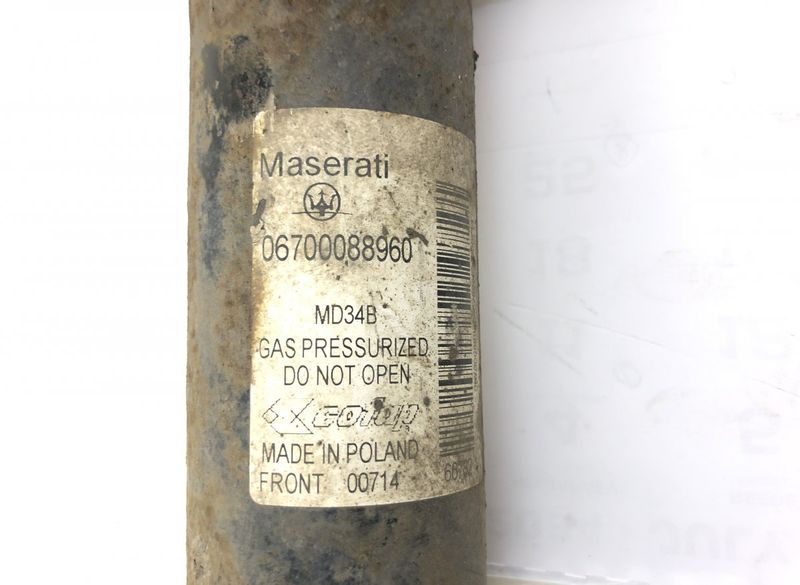 Maserati
06700088960
MD34B
GAS PRESSURIZED
DO NOT OPEN
MADE IN POLAND
FRONT 00714